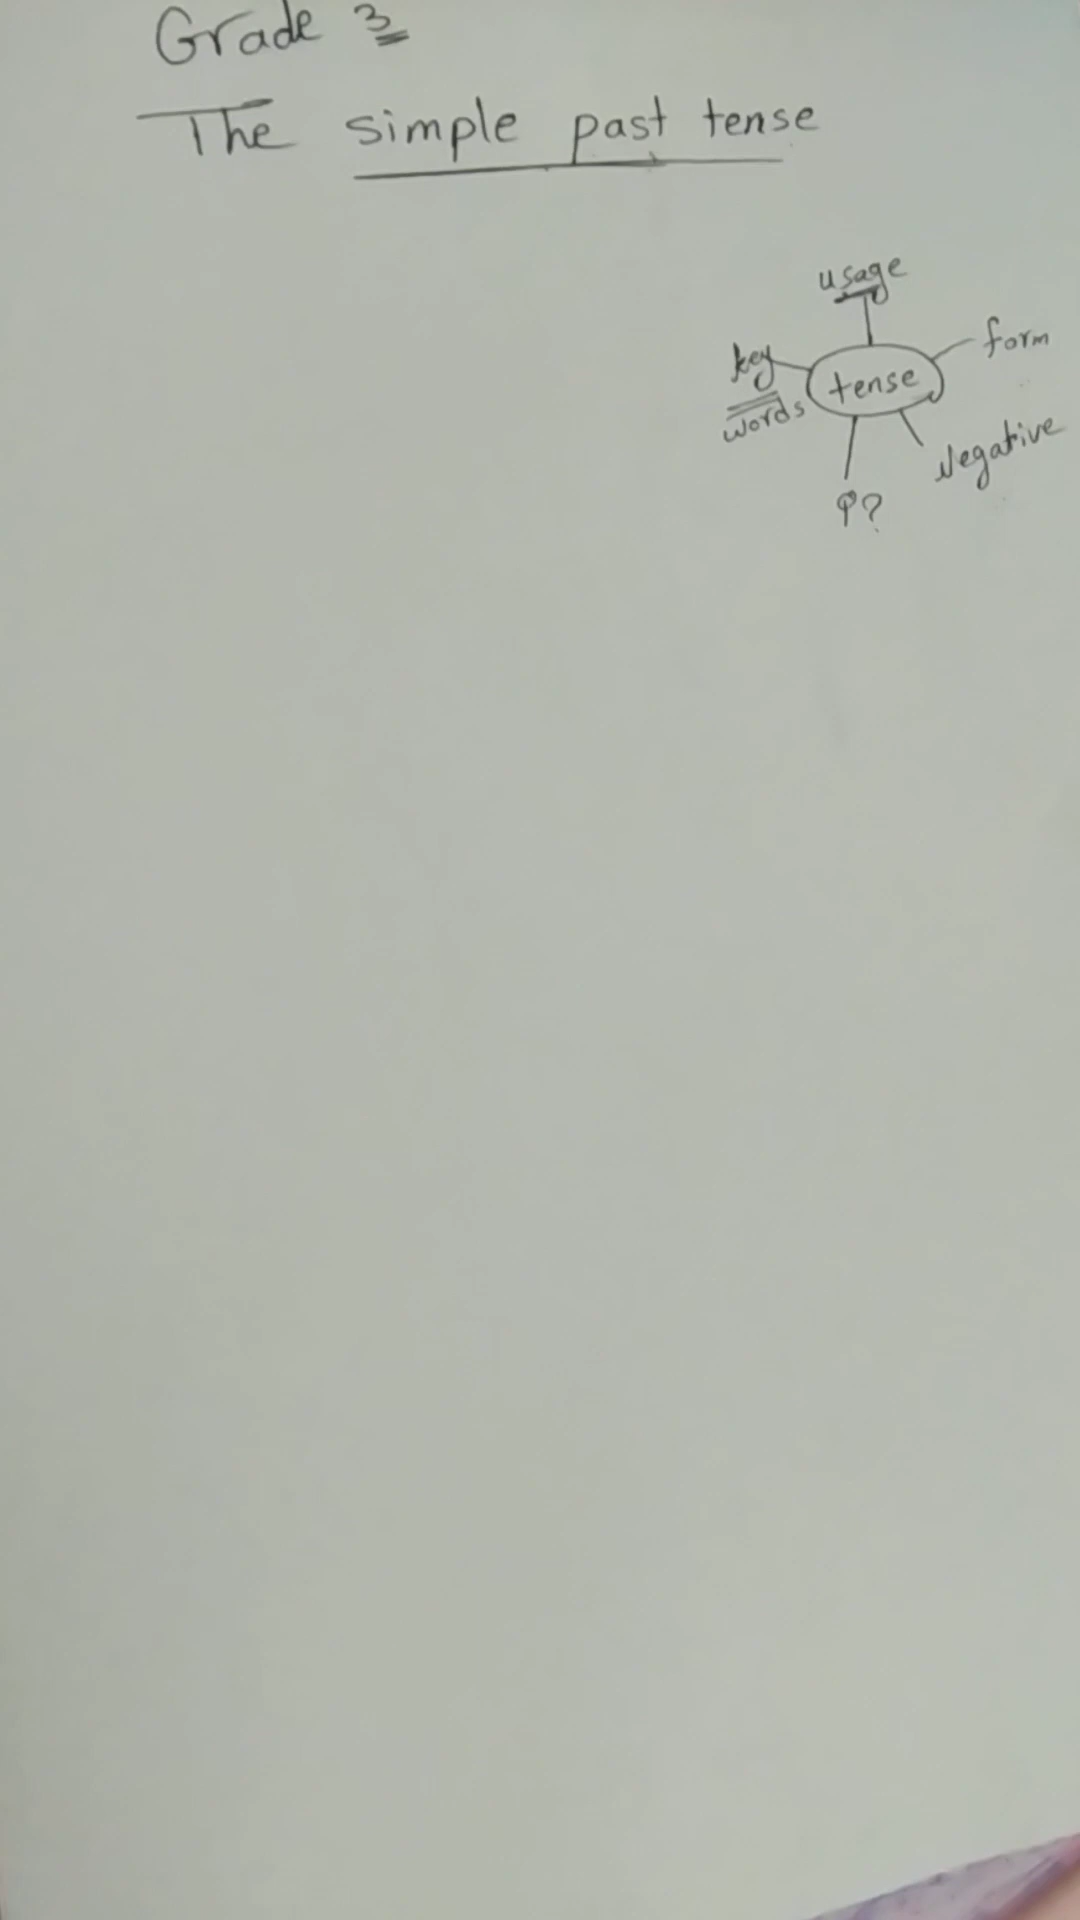 Grade 3
The simple past tense
usage
form
key
words
tense
Negative
?